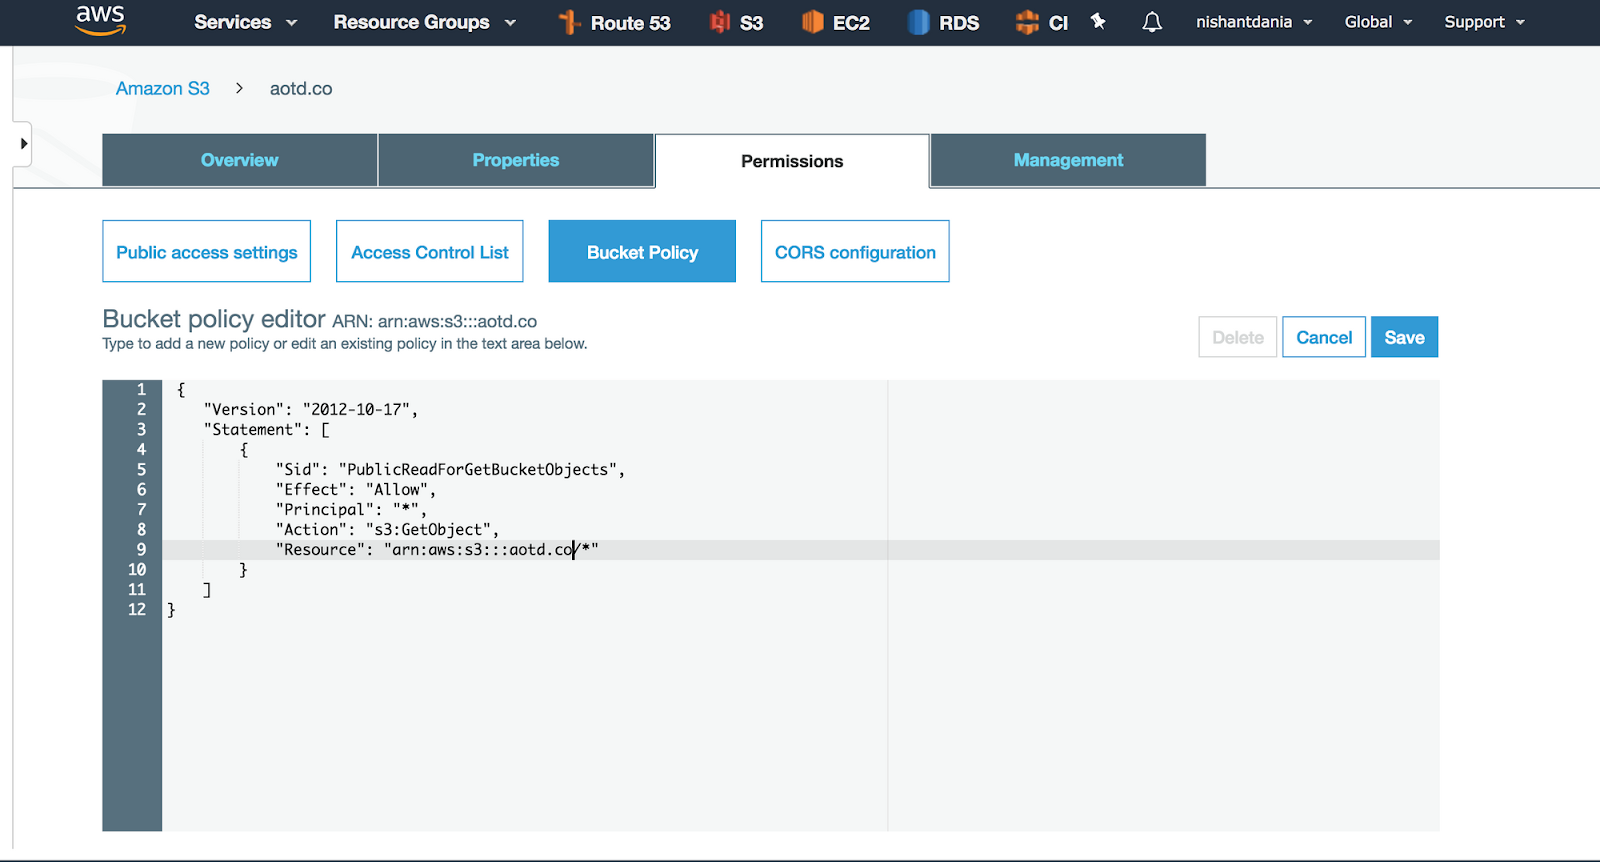 aws Services Resource Groups Route 53 S3 EC2 RDS CI nishantdania Global Support
Amazon S3 > aotd.co
Overview Properties Permissions Management
Public access settings Access Control List Bucket Policy CORS configuration
Bucket policy editor ARN: arn:aws:s3:::aotd.co
Type to add a new policy or edit an existing policy in the text area below.
Delete Cancel Save
1 {
2 "Version": "2012-10-17",
3 "Statement": [
4 {
5 "Sid": "PublicReadForGetBucketObjects",
6 "Effect": "Allow",
7 "Principal": "*",
8 "Action": "s3:GetObject",
9 "Resource": "arn:aws:s3:::aotd.co/*"
10 }
11 ]
12 }